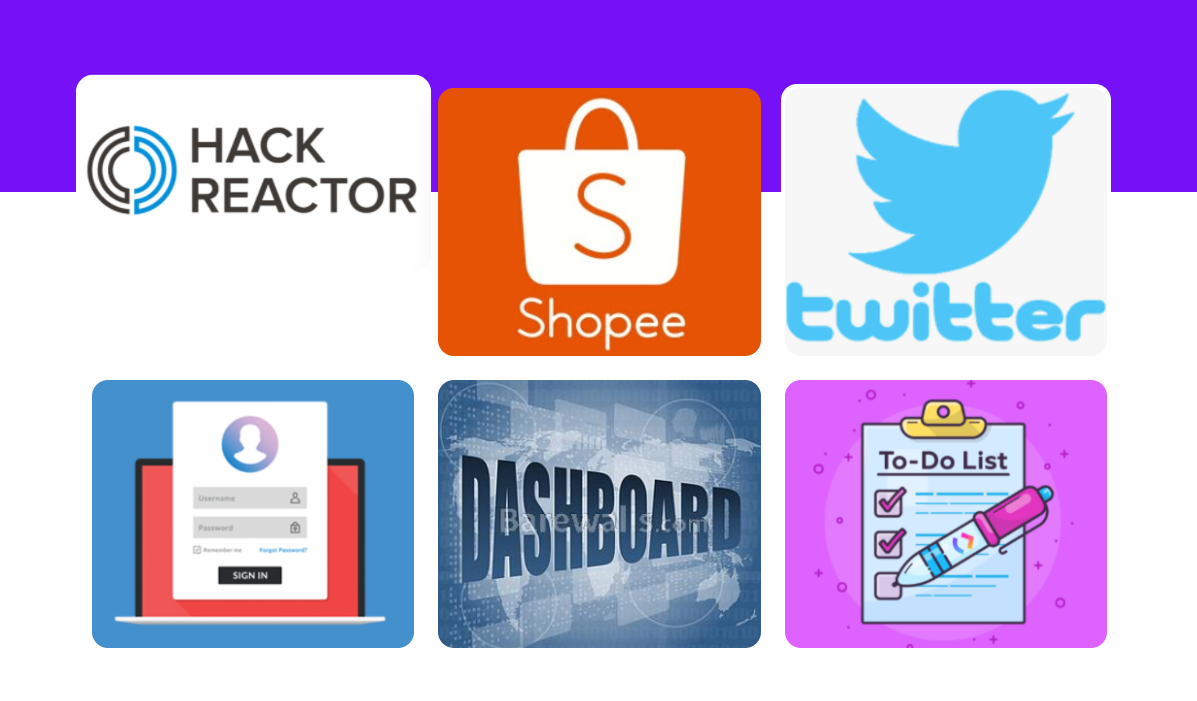 HACK
REACTOR
S
Shopee
twitter
Username
Password
Remember me Forgot Password?
SIGN IN
DASHBOARD
Barewalls.com
To-Do List